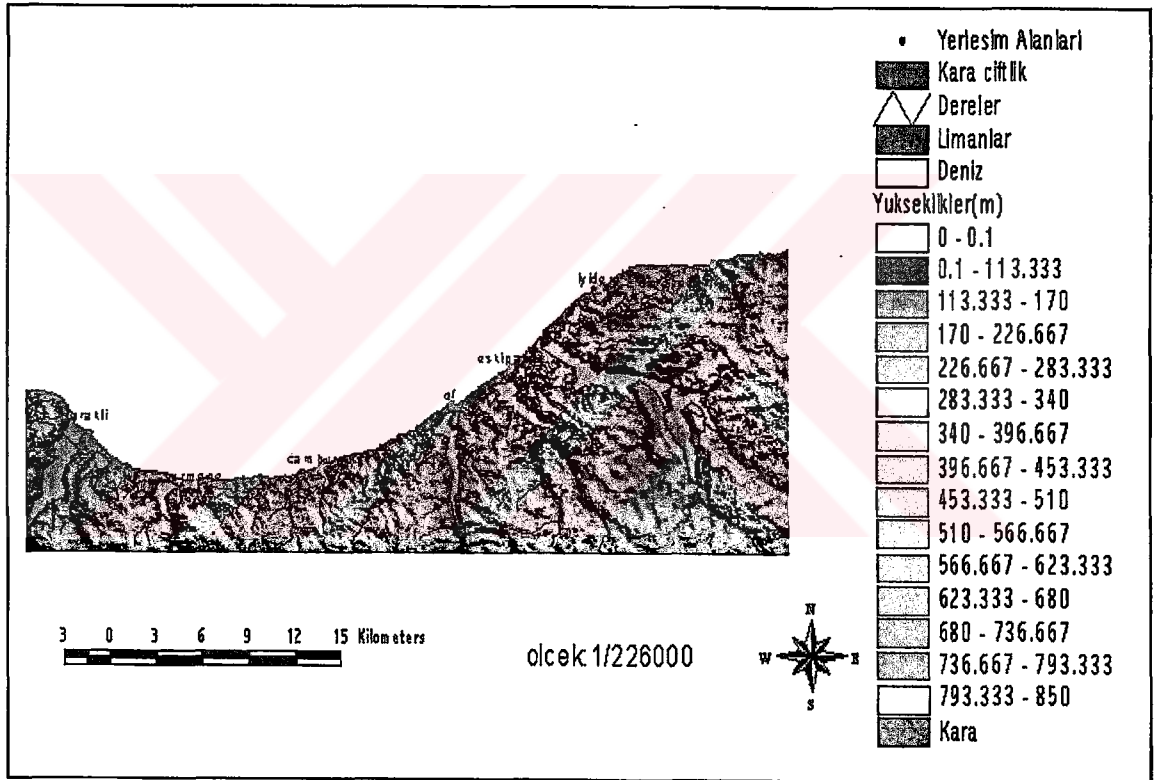 Yerlesim Alanlari
Kara ciftlik
Dereler
Limanlar
Deniz
Yukseklikler(m)
0 - 0.1
0.1 - 113.333
113.333 - 170
170 - 226.667
226.667 - 283.333
283.333 - 340
340 - 396.667
396.667 - 453.333
453.333 - 510
510 - 566.667
566.667 - 623.333
623.333 - 680
680 - 736.667
736.667 - 793.333
793.333 - 850
Kara
of
3 0 3 6 9 12 15 Kilometers
olcek:1/226000
N
W E
S